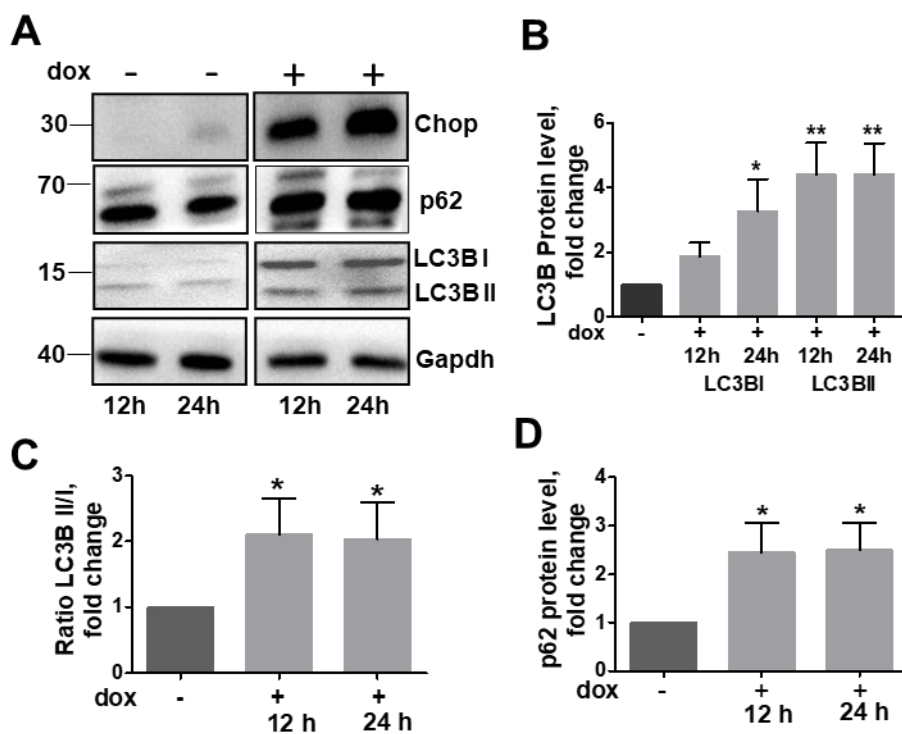 A
dox - - + +
30 Chop
70 p62
15 LC3B I
LC3B II
40 Gapdh
12h 24h 12h 24h
B
LC3B Protein level,
fold change
6
4
2
0
* ** **
dox - + + + +
12h 24h 12h 24h
LC3BI LC3BII
C
Ratio LC3B II/I,
fold change
3
2
1
0
* *
dox - + +
12 h 24 h
D
p62 protein level,
fold change
4
3
2
1
0
* *
dox - + +
12 h 24 h